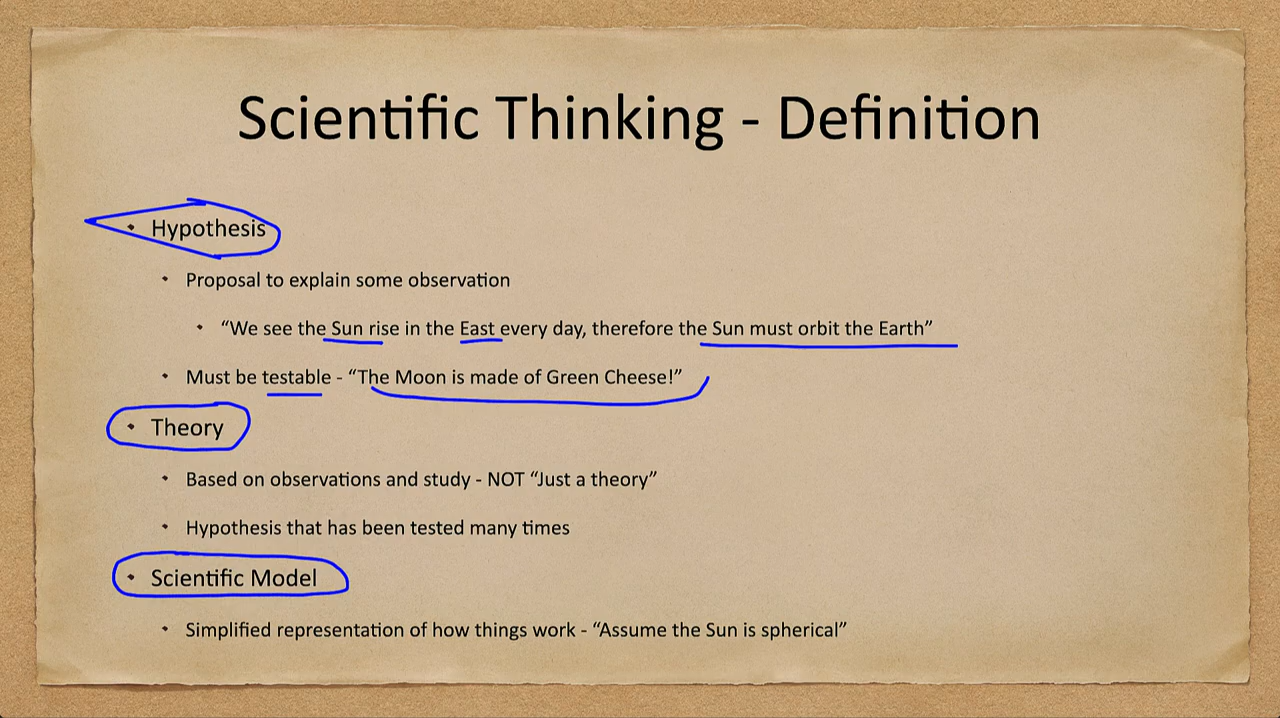 Scientific Thinking - Definition
• Hypothesis
• Proposal to explain some observation
• “We see the Sun rise in the East every day, therefore the Sun must orbit the Earth”
• Must be testable - “The Moon is made of Green Cheese!”
• Theory
• Based on observations and study - NOT “Just a theory”
• Hypothesis that has been tested many times
• Scientific Model
• Simplified representation of how things work - “Assume the Sun is spherical”